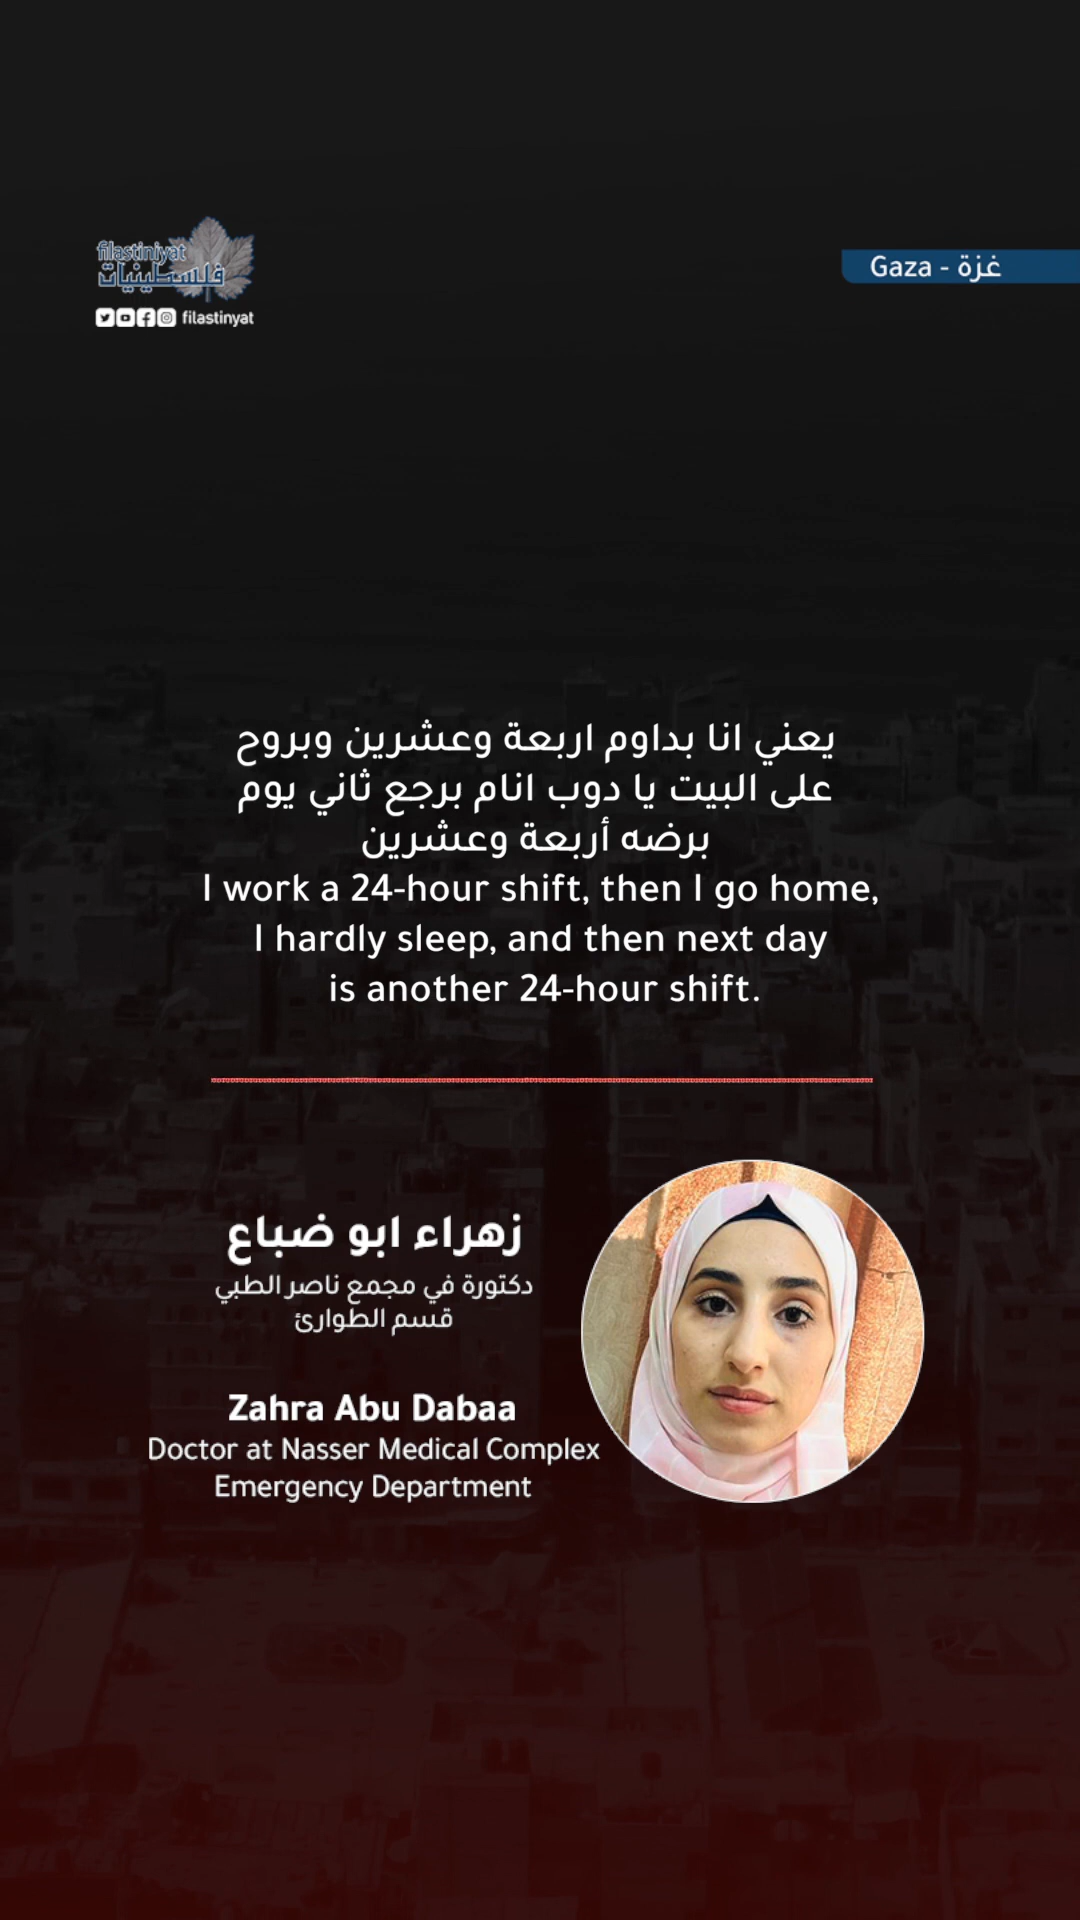 filastiniyat
فلسطينيات
filastinyat
Gaza - غزة
يعني انا بداوم اربعة وعشرين وبروح
على البيت يا دوب انام برجع ثاني يوم
برضه أربعة وعشرين
I work a 24-hour shift, then I go home,
I hardly sleep, and then next day
is another 24-hour shift.
زهراء ابو ضباع
دكتورة في مجمع ناصر الطبي
قسم الطوارئ
Zahra Abu Dabaa
Doctor at Nasser Medical Complex
Emergency Department